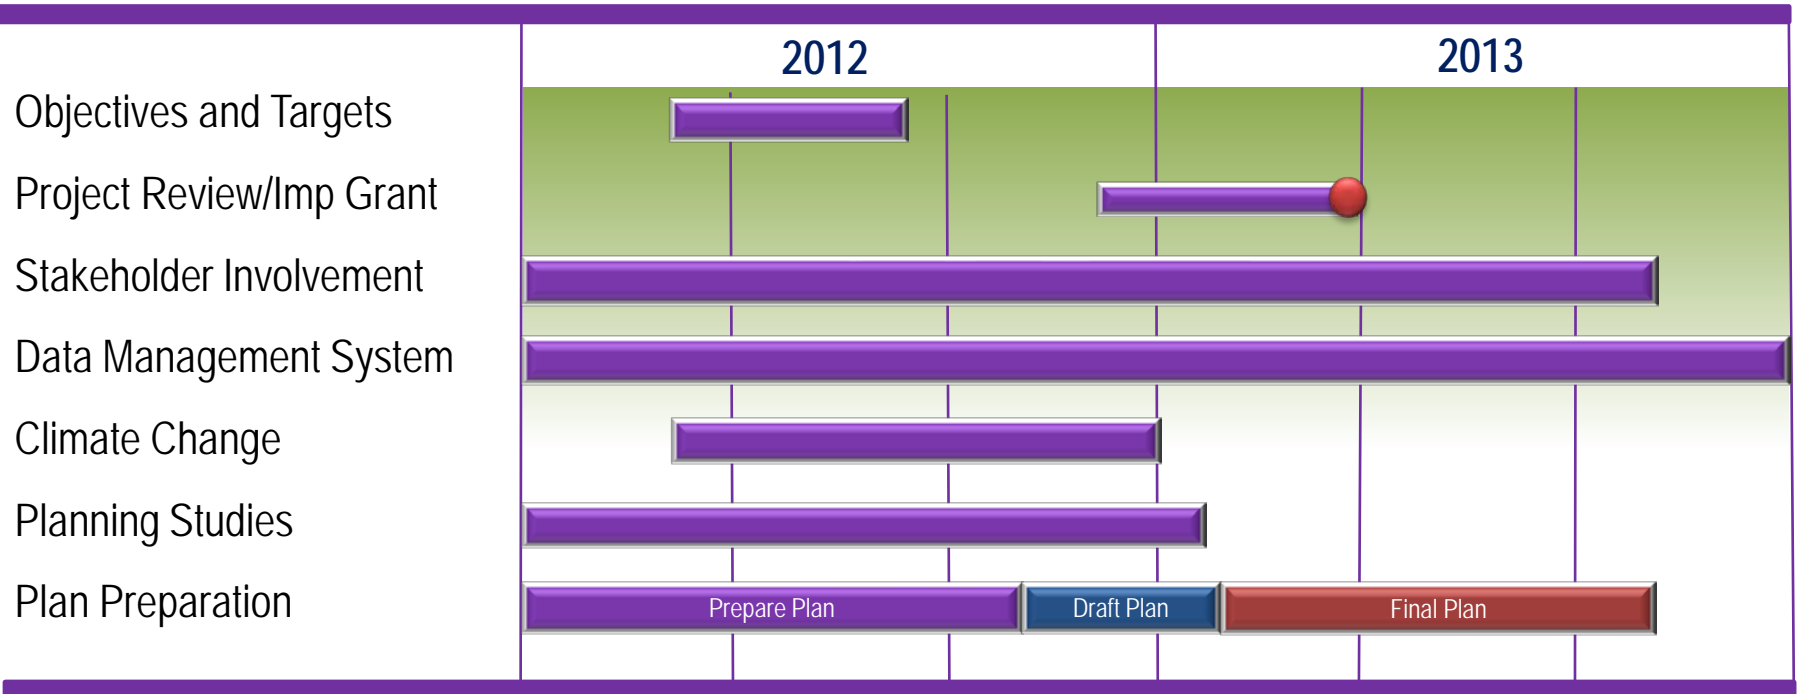 2012
2013
Objectives and Targets
Project Review/Imp Grant
Stakeholder Involvement
Data Management System
Climate Change
Planning Studies
Plan Preparation
Prepare Plan
Draft Plan
Final Plan